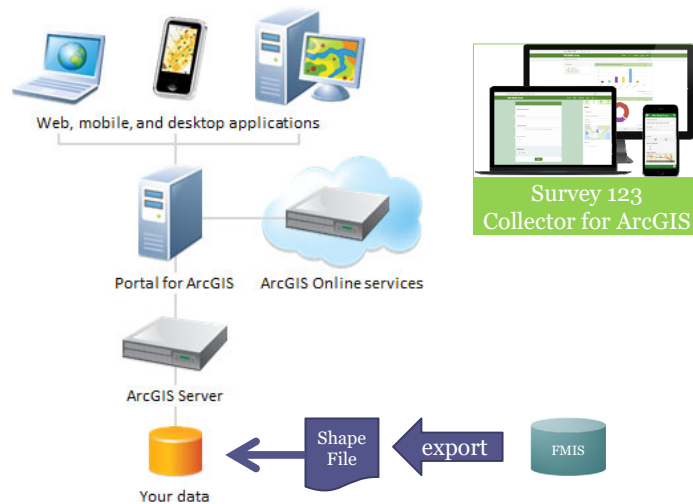 Web, mobile, and desktop applications
Survey 123
Collector for ArcGIS
Portal for ArcGIS
ArcGIS Online services
ArcGIS Server
Shape
File
export
FMIS
Your data